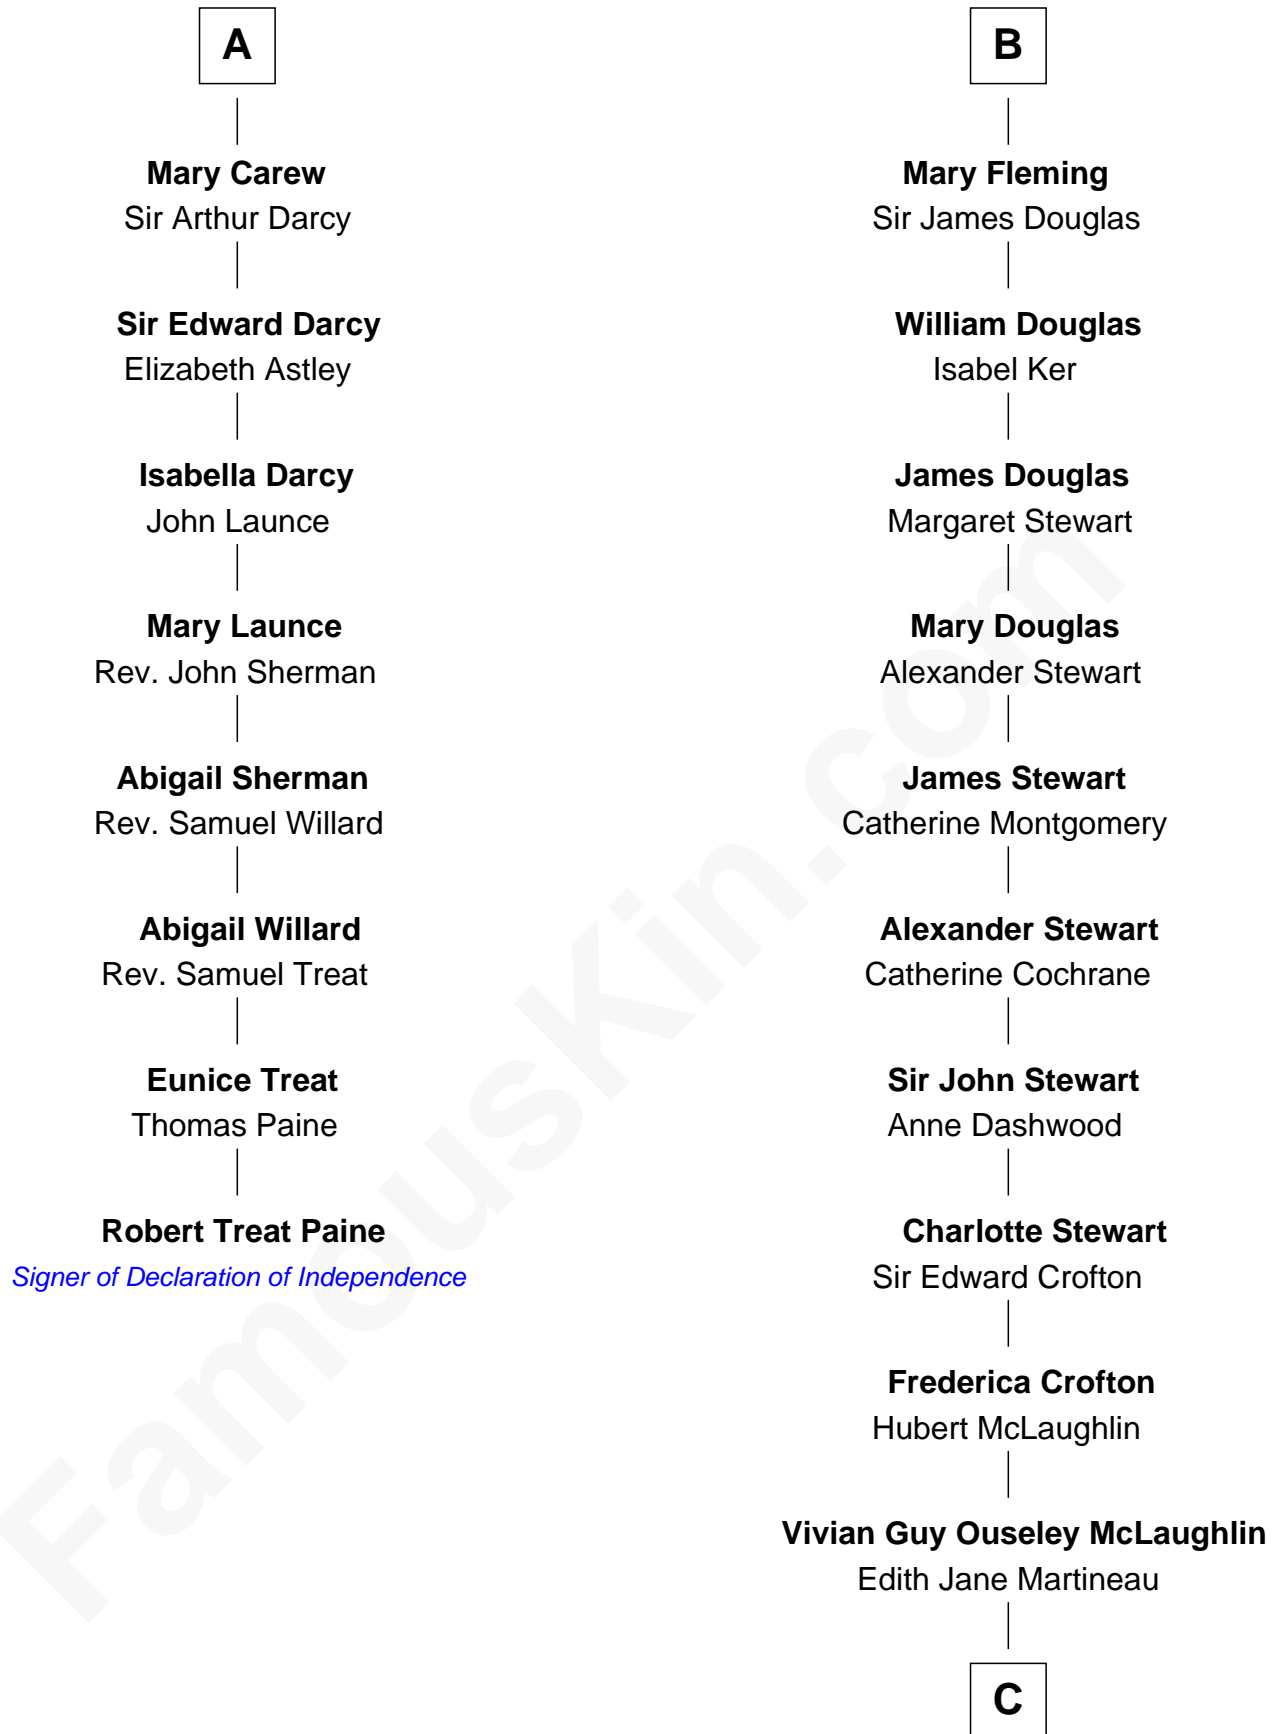 A
Mary Carew
Sir Arthur Darcy
Sir Edward Darcy
Elizabeth Astley
Isabella Darcy
John Launce
Mary Launce
Rev. John Sherman
Abigail Sherman
Rev. Samuel Willard
Abigail Willard
Rev. Samuel Treat
Eunice Treat
Thomas Paine
Robert Treat Paine
Signer of Declaration of Independence
B
Mary Fleming
Sir James Douglas
William Douglas
Isabel Ker
James Douglas
Margaret Stewart
Mary Douglas
Alexander Stewart
James Stewart
Catherine Montgomery
Alexander Stewart
Catherine Cochrane
Sir John Stewart
Anne Dashwood
Charlotte Stewart
Sir Edward Crofton
Frederica Crofton
Hubert McLaughlin
Vivian Guy Ouseley McLaughlin
Edith Jane Martineau
C
FamousKin.com